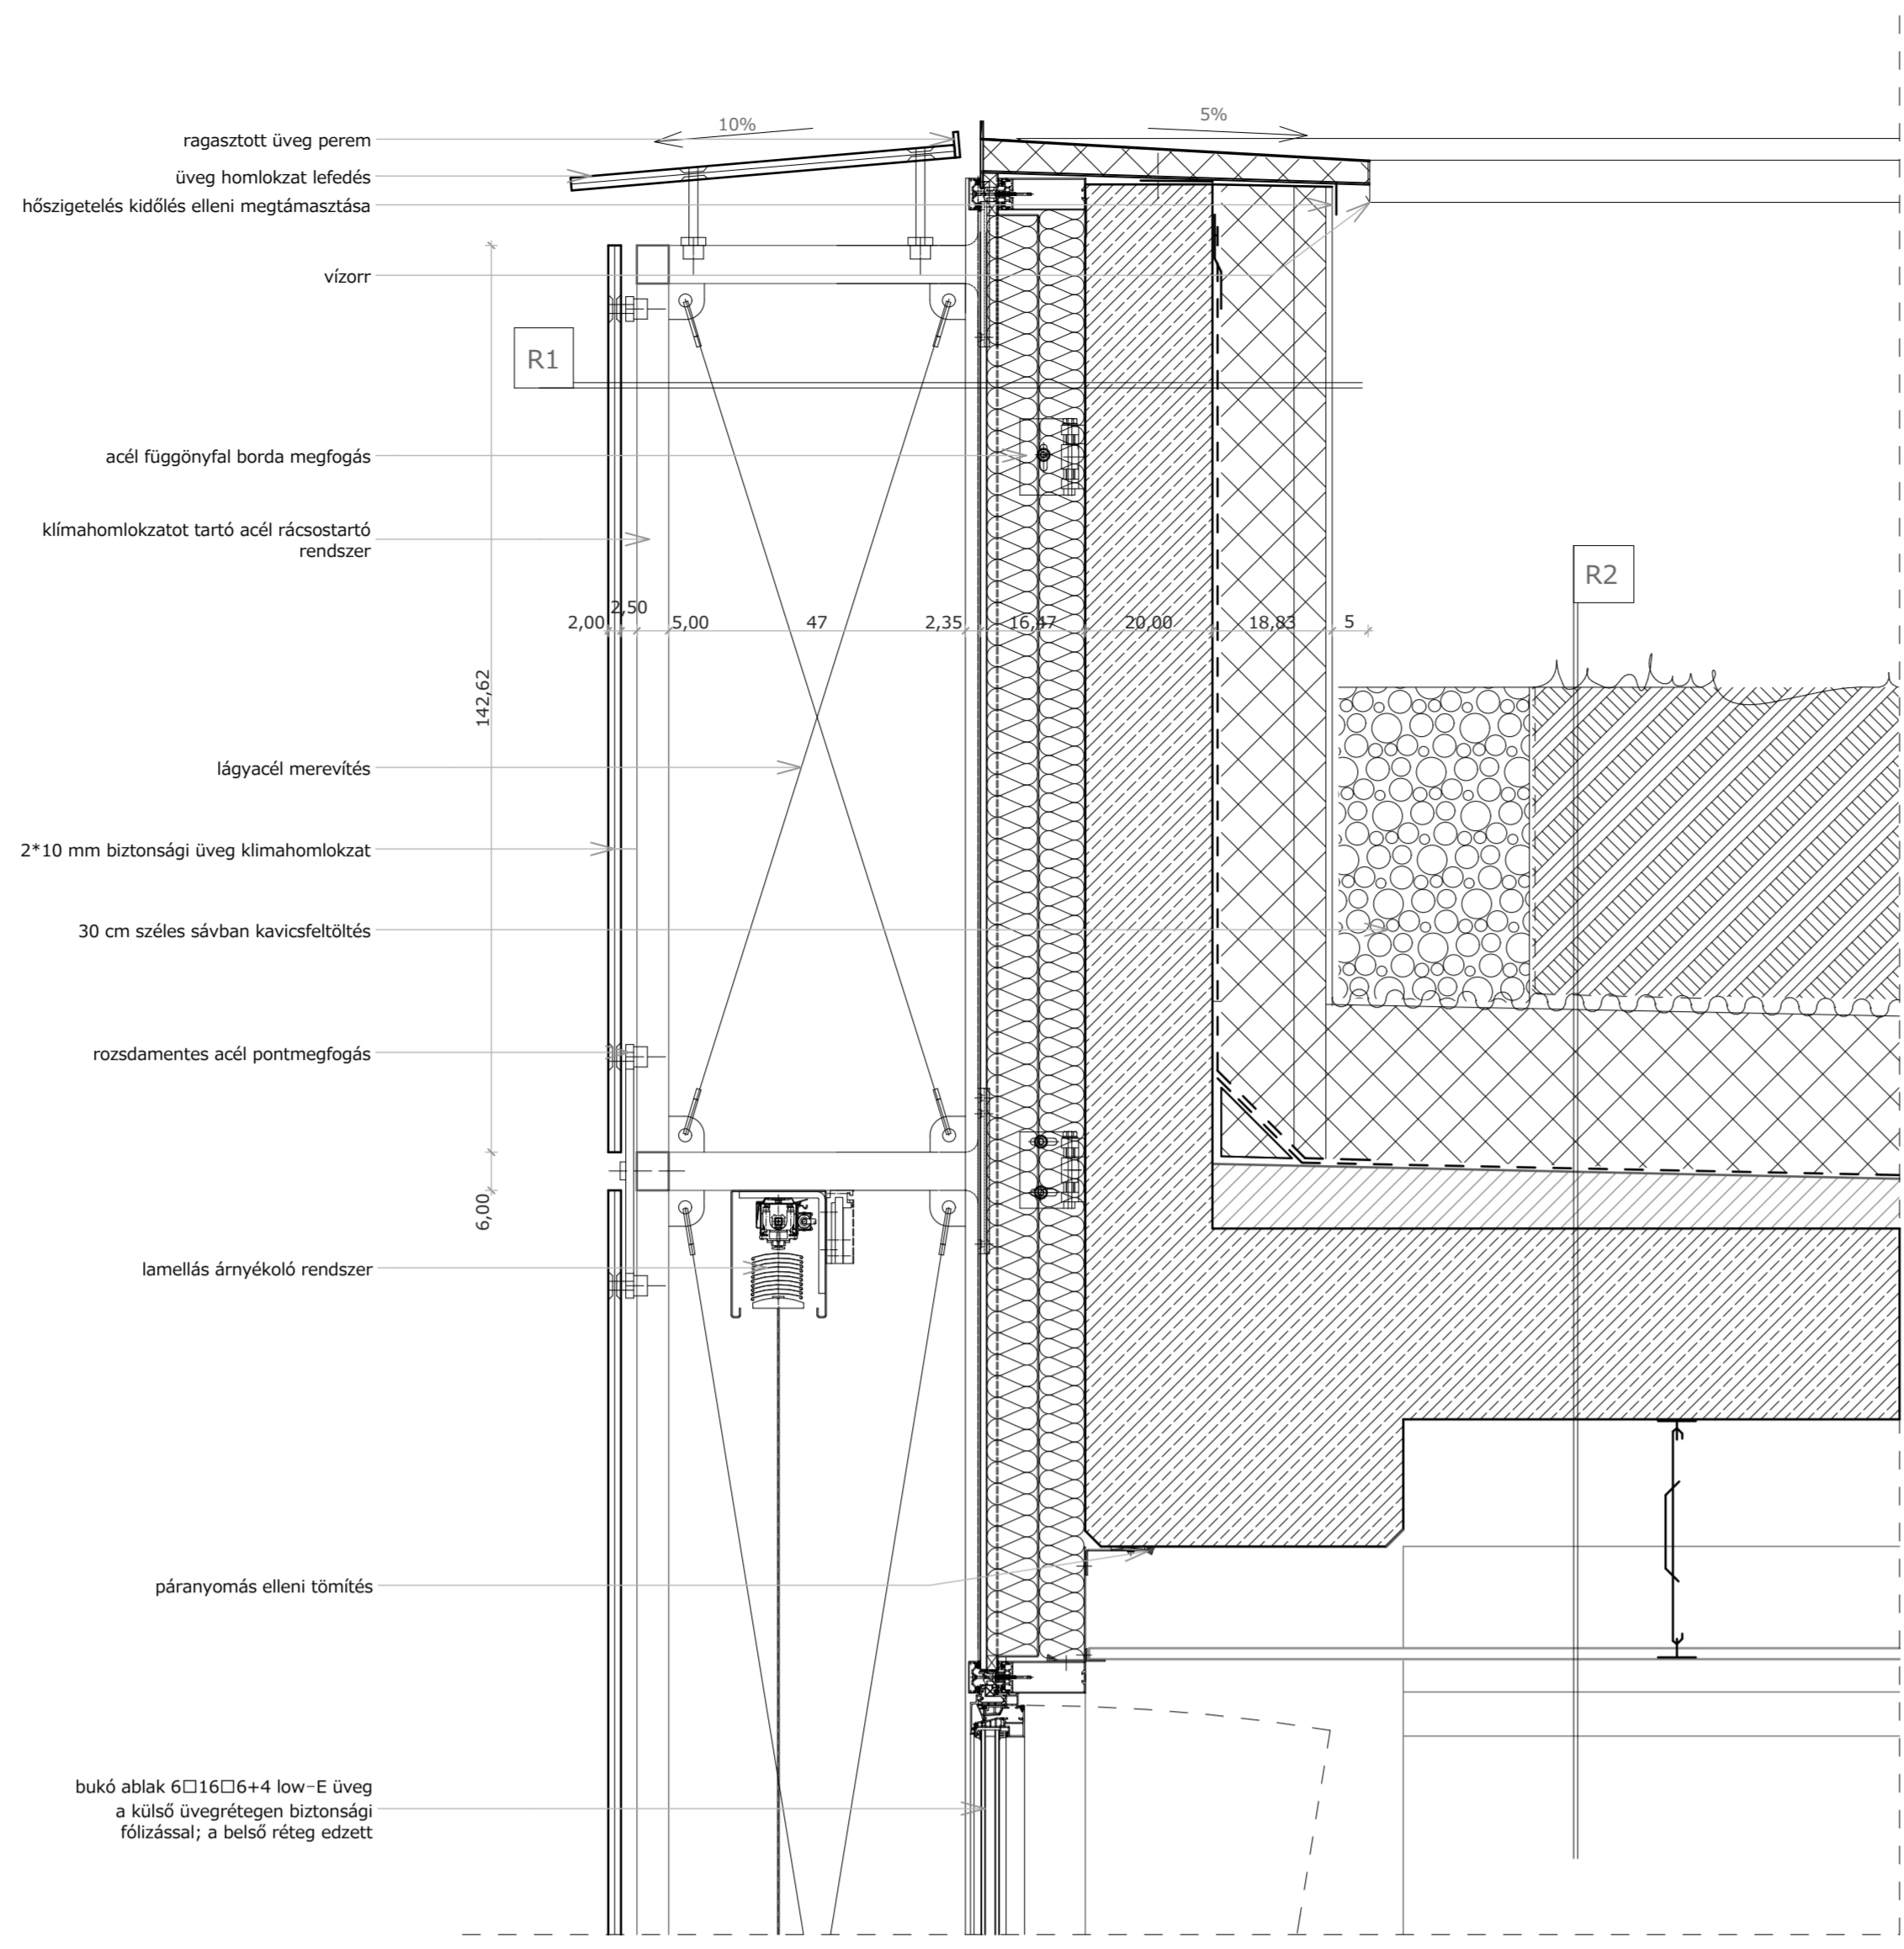 10%
5%
ragasztott üveg perem
üveg homlokzat lefedés
hőszigetelés kidőlés elleni megtámasztása
vízorr
R1
acél függönyfal borda megfogás
klímahomlokzatot tartó acél rácsostartó
rendszer
R2
2,00
2,50
5,00
47
2,35
16,47
20,00
18,83
5
142,62
lágyacél merevítés
2*10 mm biztonsági üveg klimahomlokzat
30 cm széles sávban kavicsfeltöltés
rozsdamentes acél pontmegfogás
6,00
lamellás árnyékoló rendszer
páranyomás elleni tömítés
bukó ablak 6□16□6+4 low-E üveg
a külső üvegrétegen biztonsági
fólizással; a belső réteg edzett